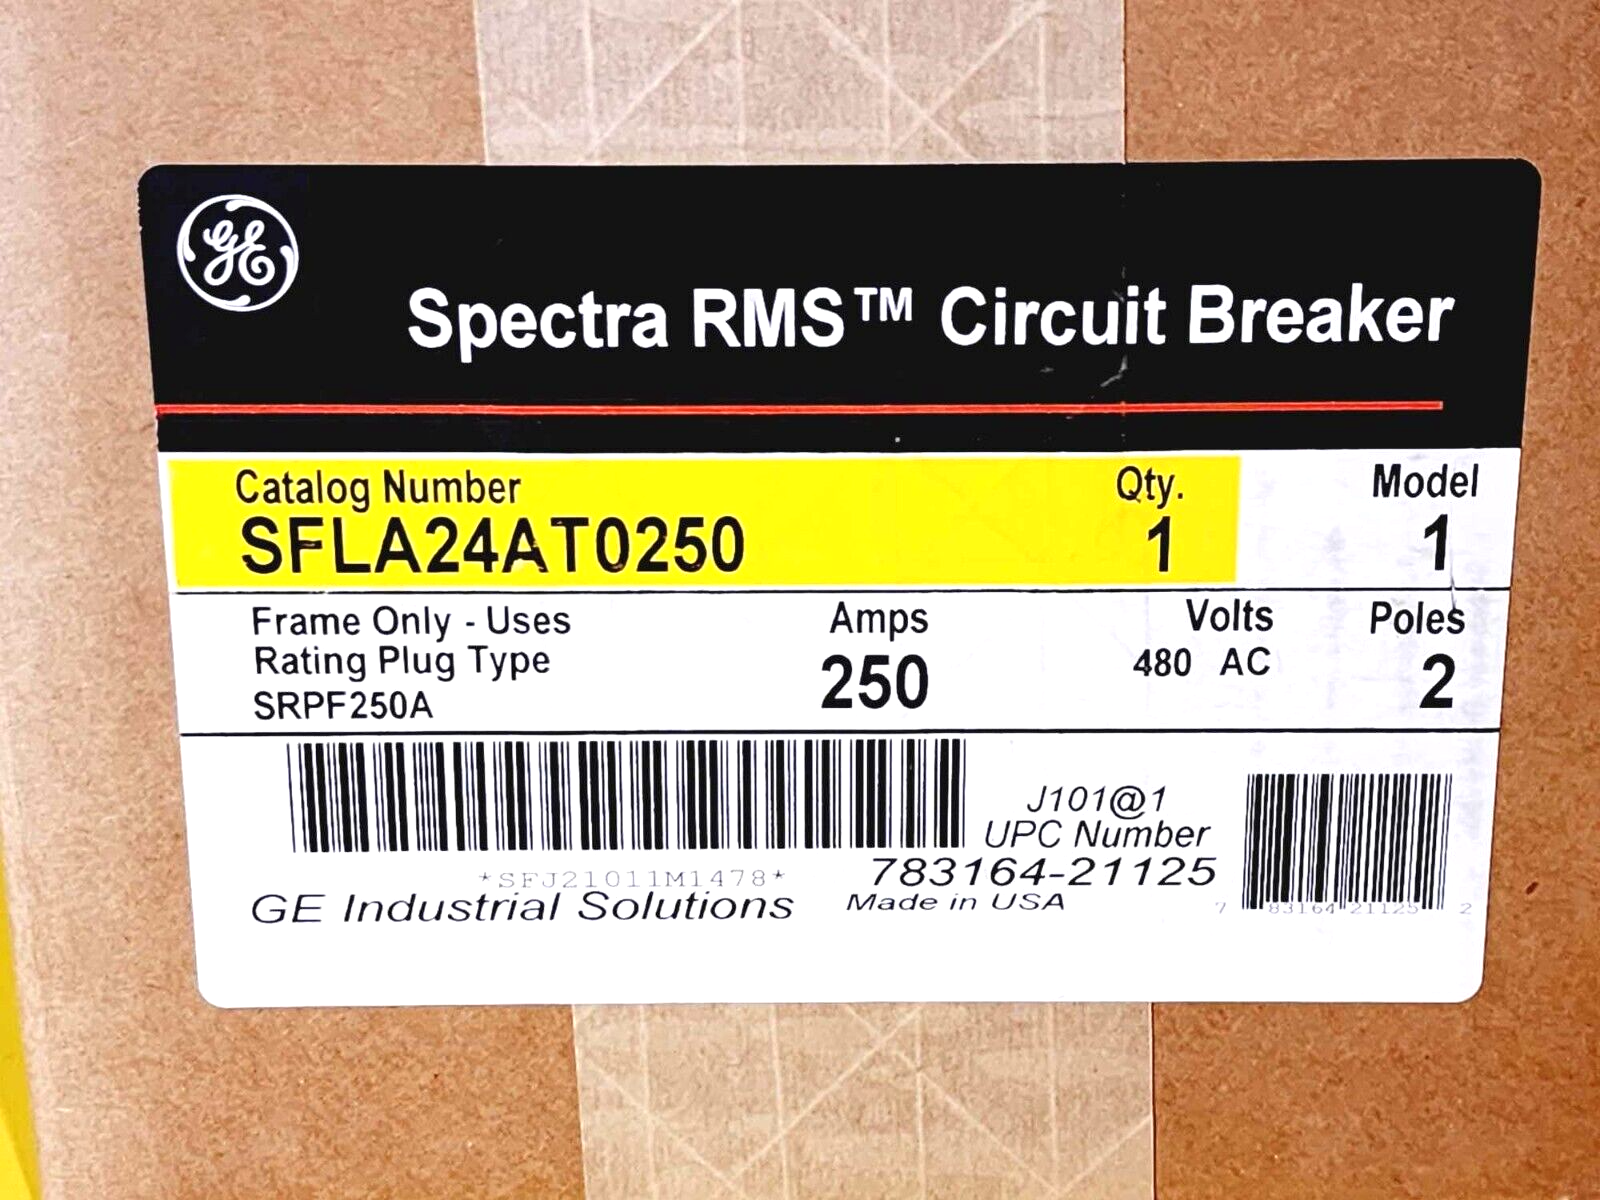 GE
Spectra RMS™ Circuit Breaker
Catalog Number Qty. Model
SFLA24AT0250 1 1
Frame Only - Uses Amps Volts Poles
Rating Plug Type 250 480 AC 2
SRPF250A
J101@1
UPC Number
*SFJ21011M1478* 783164-21125
GE Industrial Solutions Made in USA
7 83164 21125 2